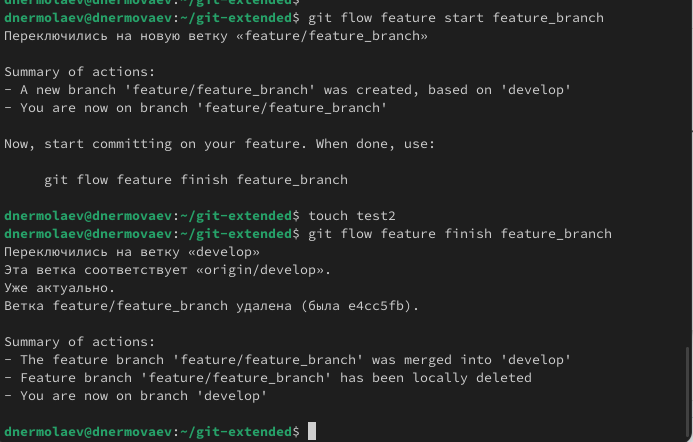 dnermolaev@dnermovaev:~/git-extended$
dnermolaev@dnermovaev:~/git-extended$ git flow feature start feature_branch
Переключились на новую ветку «feature/feature_branch»
Summary of actions:
- A new branch 'feature/feature_branch' was created, based on 'develop'
- You are now on branch 'feature/feature_branch'
Now, start committing on your feature. When done, use:
git flow feature finish feature_branch
dnermolaev@dnermovaev:~/git-extended$ touch test2
dnermolaev@dnermovaev:~/git-extended$ git flow feature finish feature_branch
Переключились на ветку «develop»
Эта ветка соответствует «origin/develop».
Уже актуально.
Ветка feature/feature_branch удалена (была e4cc5fb).
Summary of actions:
- The feature branch 'feature/feature_branch' was merged into 'develop'
- Feature branch 'feature/feature_branch' has been locally deleted
- You are now on branch 'develop'
dnermolaev@dnermovaev:~/git-extended$